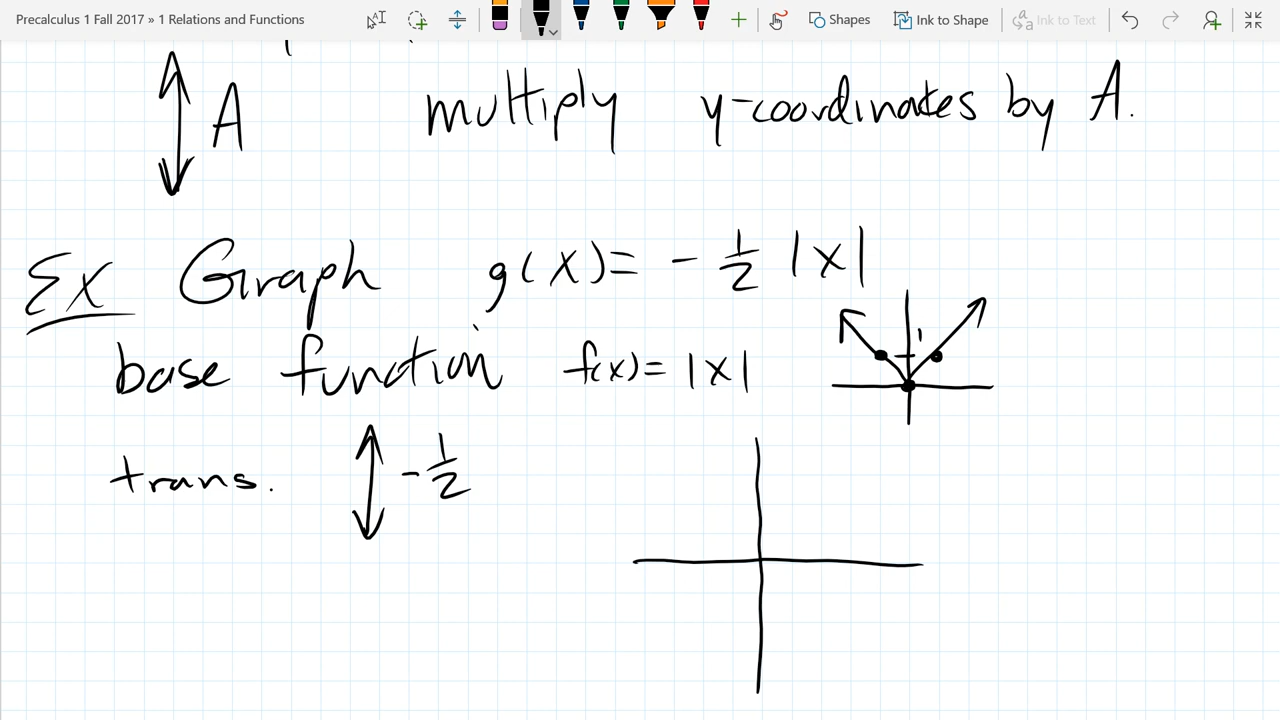 Precalculus 1 Fall 2017 » 1 Relations and Functions
Shapes
Ink to Shape
Ink to Text
A multiply y-coordinates by A.
Ex Graph g(x) = - 1/2 |x|
1
base function f(x) = |x|
trans. - 1/2